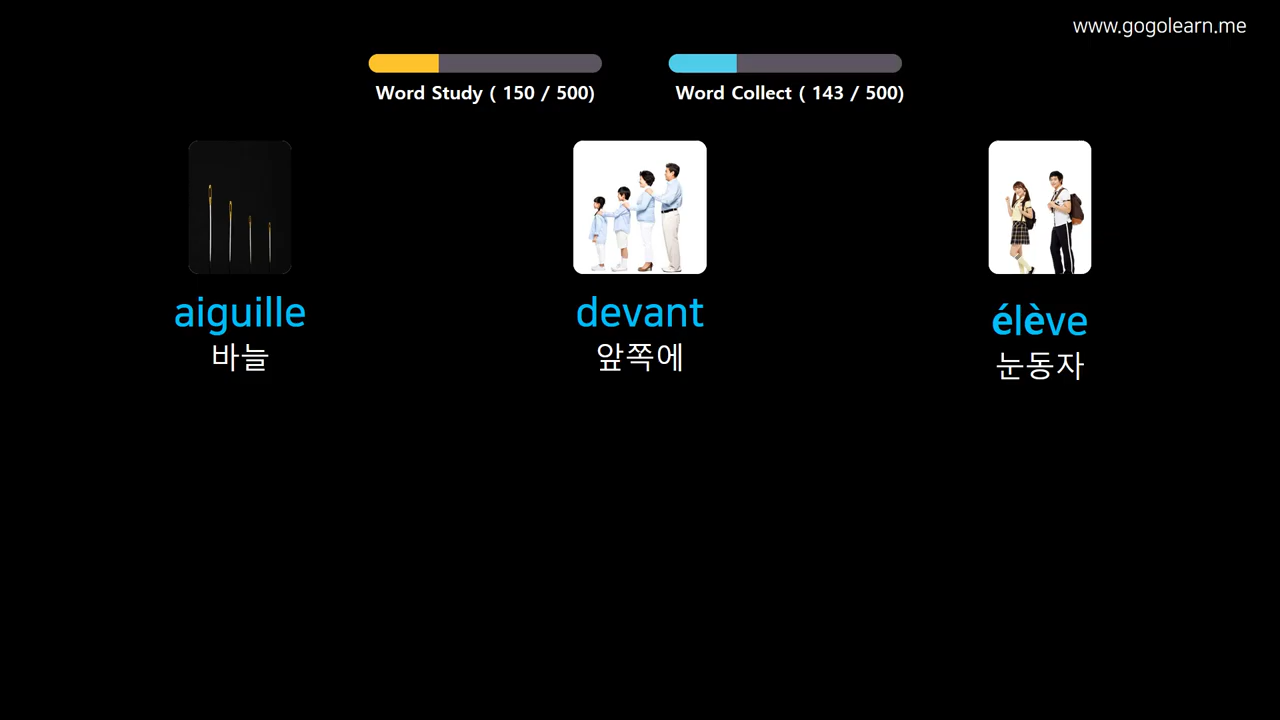 www.gogolearn.me
Word Study ( 150 / 500)
Word Collect ( 143 / 500)
aiguille
바늘
devant
앞쪽에
élève
눈동자